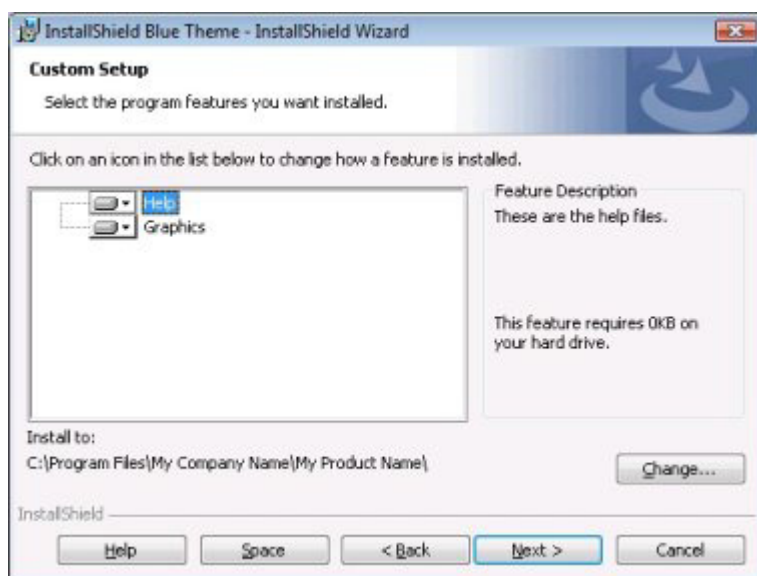 InstallShield Blue Theme - InstallShield Wizard
Custom Setup
Select the program features you want installed.
Click on an icon in the list below to change how a feature is installed.
Help
Graphics
Feature Description
These are the help files.
This feature requires 0KB on
your hard drive.
Install to:
C:\Program Files\My Company Name\My Product Name\
Change...
InstallShield
Help
Space
< Back
Next >
Cancel